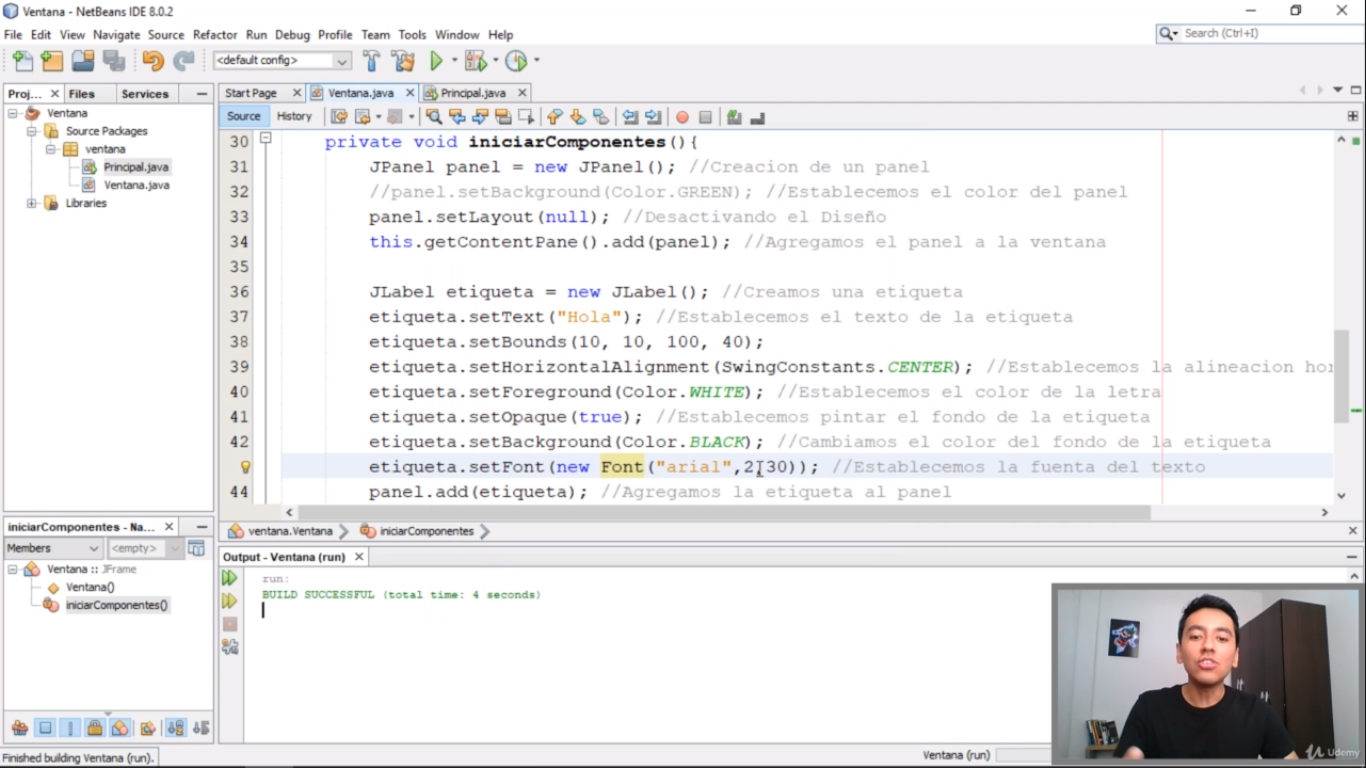 Ventana - NetBeans IDE 8.0.2
File Edit View Navigate Source Refactor Run Debug Profile Team Tools Window Help
Search (Ctrl+I)
<default config>
Proj... Files Services
Start Page Ventana.java Principal.java
Source History
Ventana
Source Packages
ventana
Principal.java
Ventana.java
Libraries
30 private void iniciarComponentes(){
31 JPanel panel = new JPanel(); //Creacion de un panel
32 //panel.setBackground(Color.GREEN); //Establecemos el color del panel
33 panel.setLayout(null); //Desactivando el Diseño
34 this.getContentPane().add(panel); //Agregamos el panel a la ventana
35
36 JLabel etiqueta = new JLabel(); //Creamos una etiqueta
37 etiqueta.setText("Hola"); //Establecemos el texto de la etiqueta
38 etiqueta.setBounds(10, 10, 100, 40);
39 etiqueta.setHorizontalAlignment(SwingConstants.CENTER); //Establecemos la alineacion hor
40 etiqueta.setForeground(Color.WHITE); //Establecemos el color de la letra
41 etiqueta.setOpaque(true); //Establecemos pintar el fondo de la etiqueta
42 etiqueta.setBackground(Color.BLACK); //Cambiamos el color del fondo de la etiqueta
etiqueta.setFont(new Font("arial",2,30)); //Establecemos la fuenta del texto
44 panel.add(etiqueta); //Agregamos la etiqueta al panel
ventana.Ventana iniciarComponentes
iniciarComponentes - Na...
Members <empty>
Ventana :: JFrame
Ventana()
iniciarComponentes()
Output - Ventana (run)
run:
BUILD SUCCESSFUL (total time: 4 seconds)
Udemy
Finished building Ventana (run).
Ventana (run)